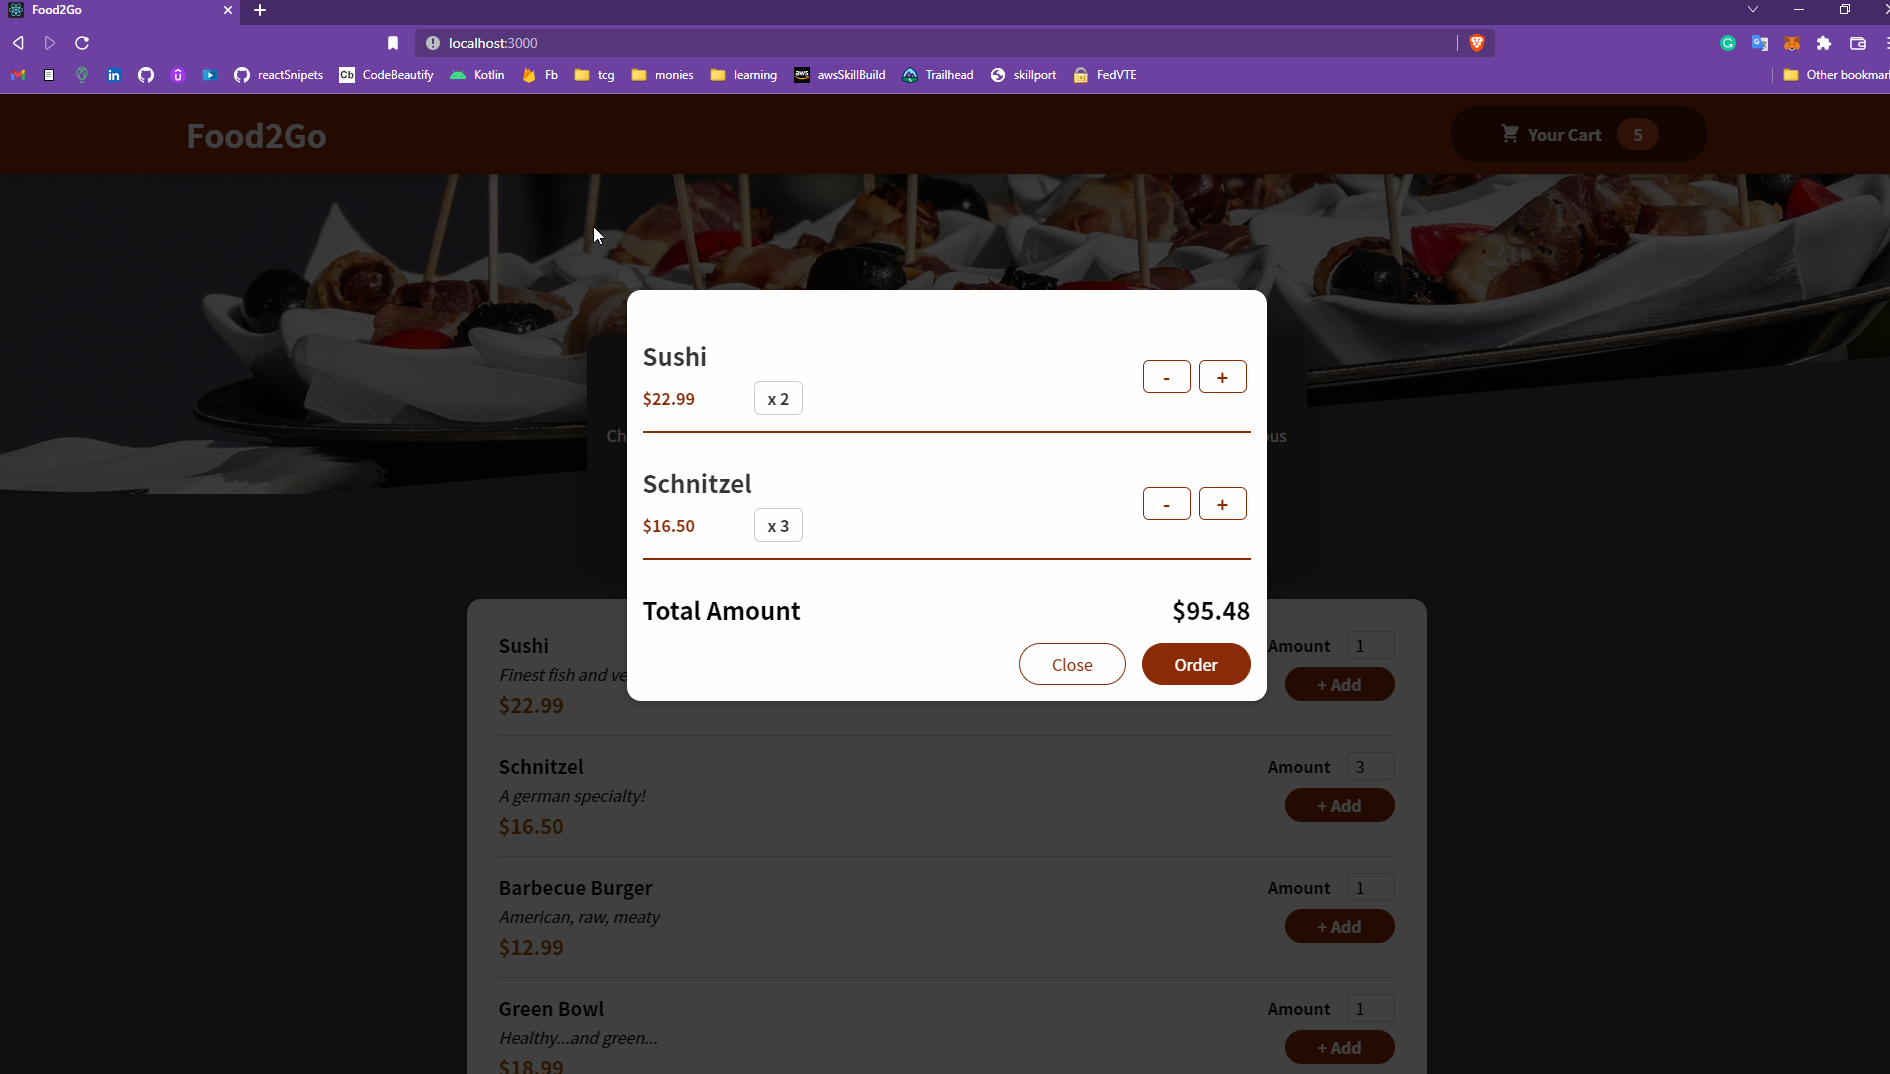 Food2Go
localhost:3000
reactSnipets
Cb CodeBeautify
Kotlin
Fb
tcg
monies
learning
aws awsSkillBuild
Trailhead
skillport
FedVTE
Other bookmar
Food2Go
Your Cart 5
Sushi
- +
$22.99 x 2
Ch
ous
Schnitzel
- +
$16.50 x 3
Total Amount $95.48
Close Order
Sushi
Amount 1
Finest fish and ve
+ Add
$22.99
Schnitzel
Amount 3
A german specialty!
+ Add
$16.50
Barbecue Burger
Amount 1
American, raw, meaty
+ Add
$12.99
Green Bowl
Amount 1
Healthy...and green...
+ Add
$18.99